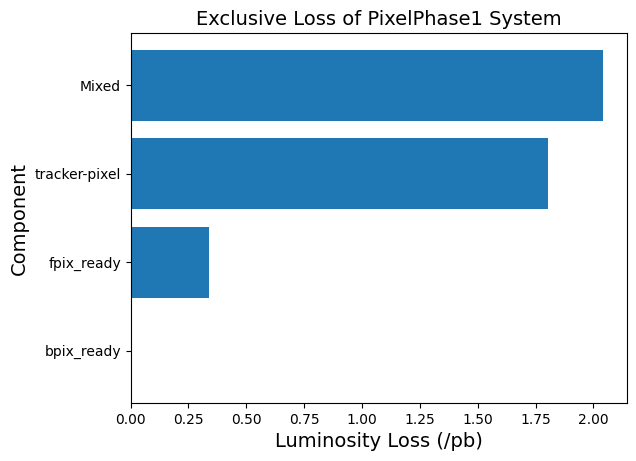 Exclusive Loss of PixelPhase1 System
Component
Mixed
tracker-pixel
fpix_ready
bpix_ready
0.00 0.25 0.50 0.75 1.00 1.25 1.50 1.75 2.00
Luminosity Loss (/pb)